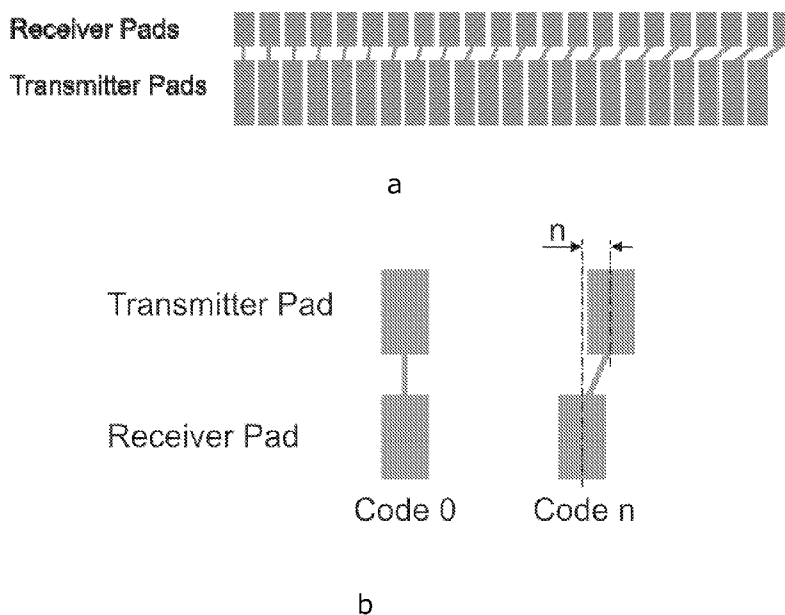 Receiver Pads
Transmitter Pads
a
n
Transmitter Pad
Receiver Pad
Code 0 Code n
b